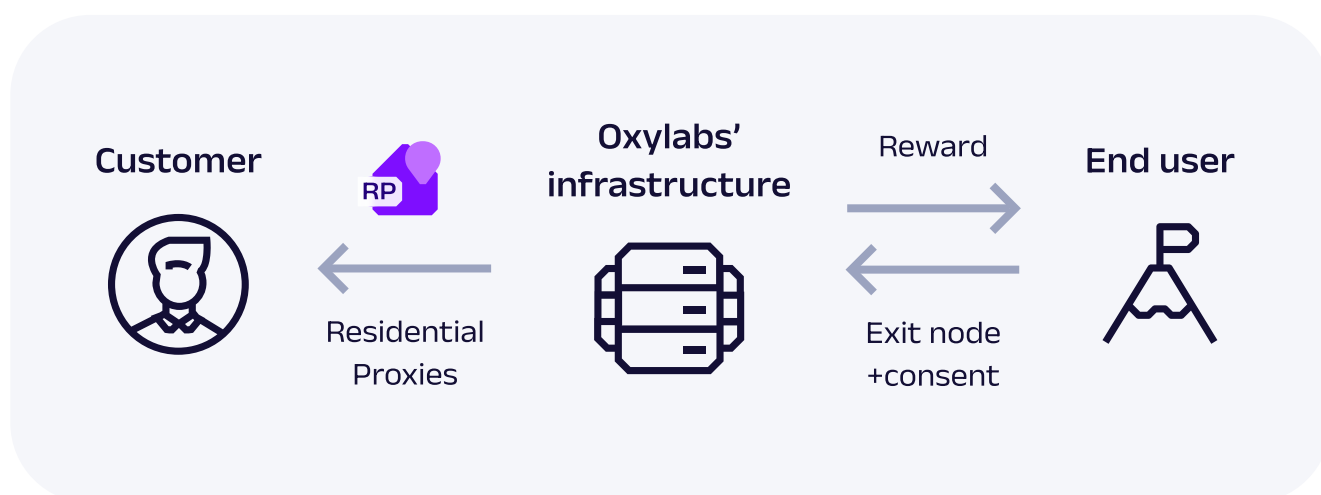 Customer
RP
Residential
Proxies
Oxylabs’
infrastructure
Reward
Exit node
+consent
End user